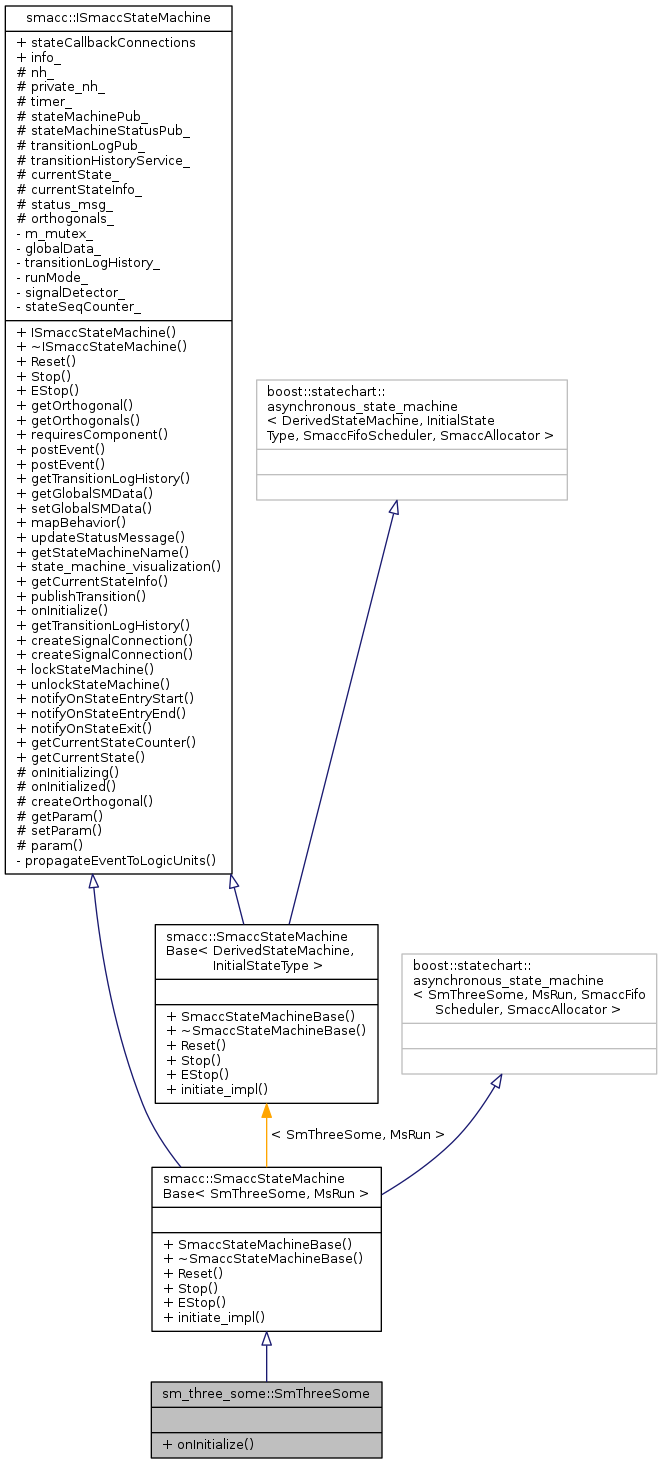 smacc::ISmaccStateMachine
+ stateCallbackConnections
+ info_
# nh_
# private_nh_
# timer_
# stateMachinePub_
# stateMachineStatusPub_
# transitionLogPub_
# transitionHistoryService_
# currentState_
# currentStateInfo_
# status_msg_
# orthogonals_
- m_mutex_
- globalData_
- transitionLogHistory_
- runMode_
- signalDetector_
- stateSeqCounter_
+ ISmaccStateMachine()
+ ~ISmaccStateMachine()
+ Reset()
+ Stop()
+ EStop()
+ getOrthogonal()
+ getOrthogonals()
+ requiresComponent()
+ postEvent()
+ postEvent()
+ getTransitionLogHistory()
+ getGlobalSMData()
+ setGlobalSMData()
+ mapBehavior()
+ updateStatusMessage()
+ getStateMachineName()
+ state_machine_visualization()
+ getCurrentStateInfo()
+ publishTransition()
+ onInitialize()
+ getTransitionLogHistory()
+ createSignalConnection()
+ createSignalConnection()
+ lockStateMachine()
+ unlockStateMachine()
+ notifyOnStateEntryStart()
+ notifyOnStateEntryEnd()
+ notifyOnStateExit()
+ getCurrentStateCounter()
+ getCurrentState()
# onInitializing()
# onInitialized()
# createOrthogonal()
# getParam()
# setParam()
# param()
- propagateEventToLogicUnits()
boost::statechart::
asynchronous_state_machine
< DerivedStateMachine, InitialState
Type, SmaccFifoScheduler, SmaccAllocator >
smacc::SmaccStateMachine
Base< DerivedStateMachine,
InitialStateType >
+ SmaccStateMachineBase()
+ ~SmaccStateMachineBase()
+ Reset()
+ Stop()
+ EStop()
+ initiate_impl()
boost::statechart::
asynchronous_state_machine
< SmThreeSome, MsRun, SmaccFifo
Scheduler, SmaccAllocator >
< SmThreeSome, MsRun >
smacc::SmaccStateMachine
Base< SmThreeSome, MsRun >
+ SmaccStateMachineBase()
+ ~SmaccStateMachineBase()
+ Reset()
+ Stop()
+ EStop()
+ initiate_impl()
sm_three_some::SmThreeSome
+ onInitialize()